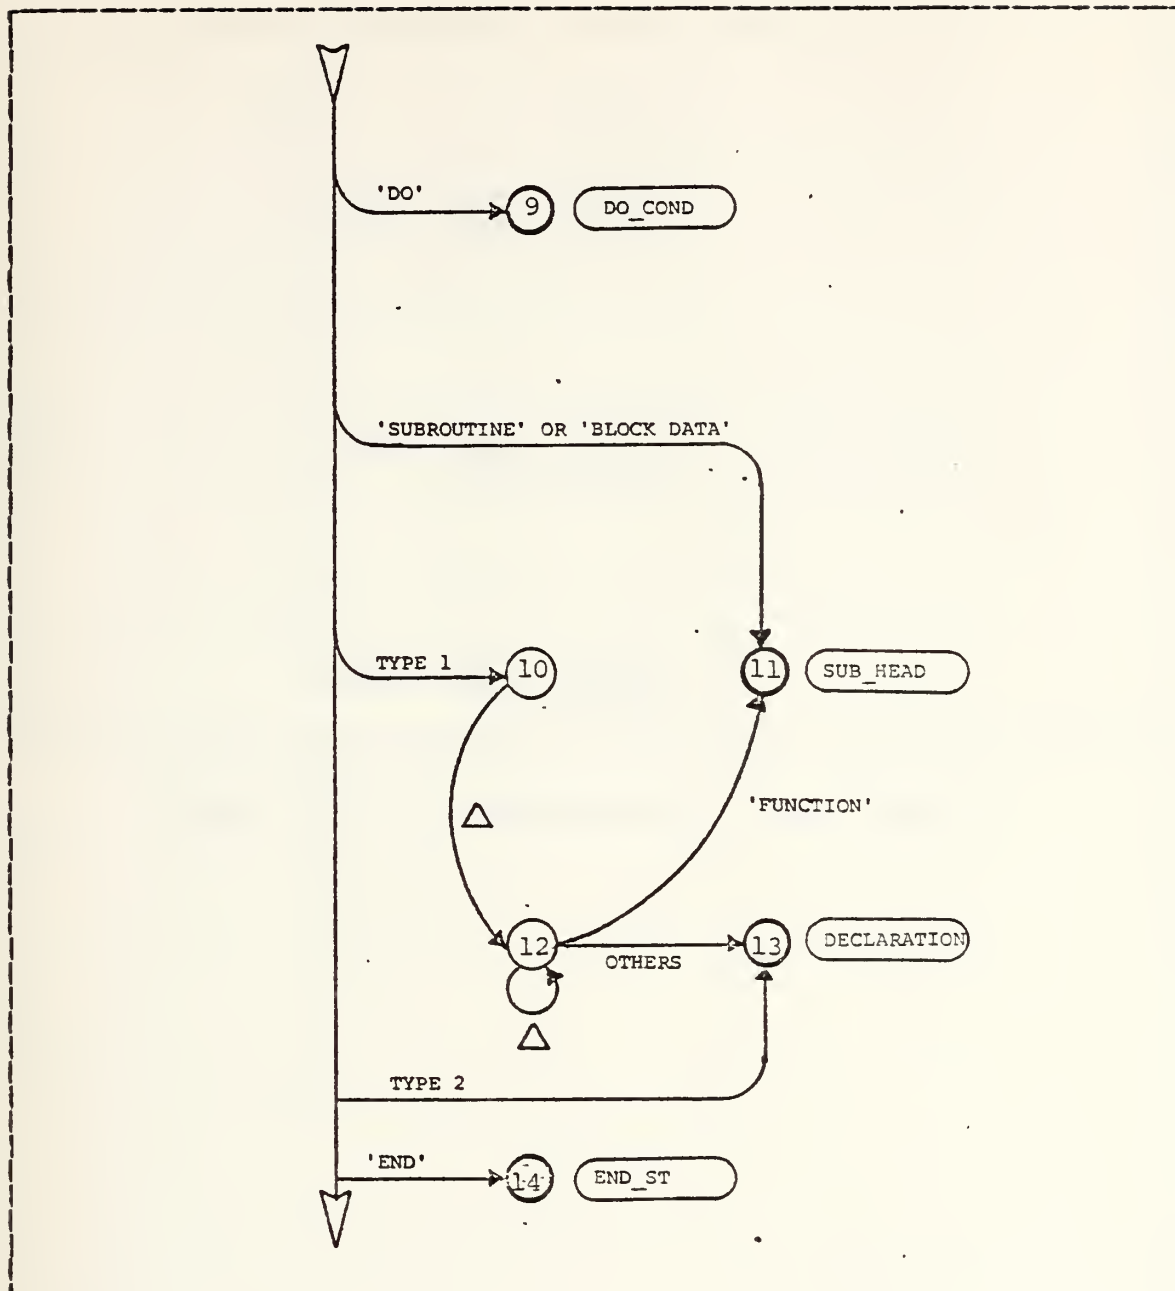 'DO'
9
DO_COND
'SUBROUTINE' OR 'BLOCK DATA'
TYPE 1
10
11
SUB_HEAD
'FUNCTION'
12
OTHERS
13
DECLARATION
TYPE 2
'END'
14
END_ST